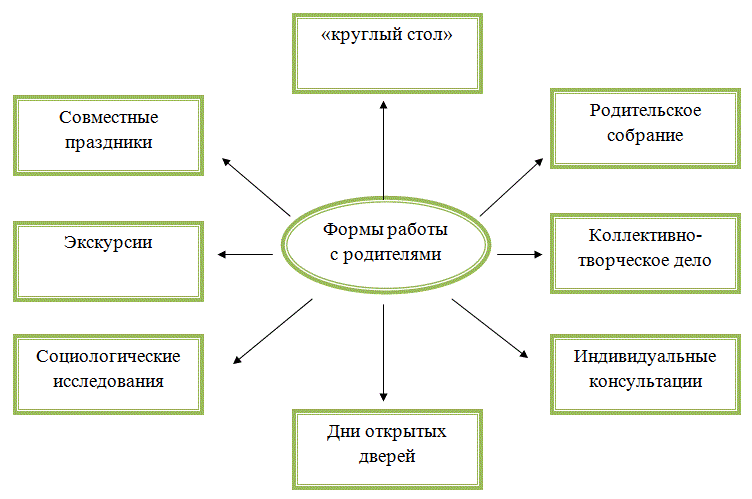 «круглый стол»
Совместные
праздники
Родительское
собрание
Формы работы
с родителями
Экскурсии
Коллективно-
творческое дело
Социологические
исследования
Индивидуальные
консультации
Дни открытых
дверей